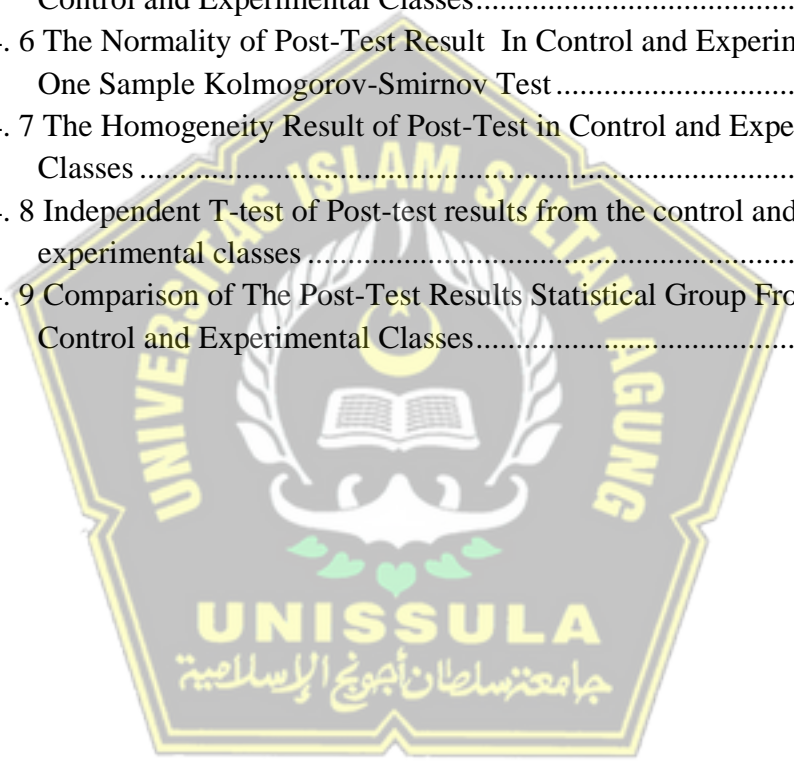 Control and Experimental Classes..............................................
. 6 The Normality of Post-Test Result  In Control and Experin
One Sample Kolmogorov-Smirnov Test...................................
. 7 The Homogeneity Result of Post-Test in Control and Expe
Classes.....................................................................................
. 8 Independent T-test of Post-test results from the control and
experimental classes.................................................................
. 9 Comparison of The Post-Test Results Statistical Group Fro
Control and Experimental Classes..............................................
UNIVERSITAS ISLAM SULTAN AGUNG
UNISSULA
جامعتنسلطان أجونج الإسلامية